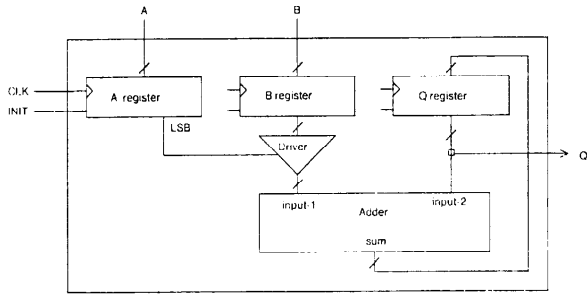 A
B
CLK
INIT
A register
B register
Q register
LSB
Driver
Q
input-1
input-2
Adder
sum